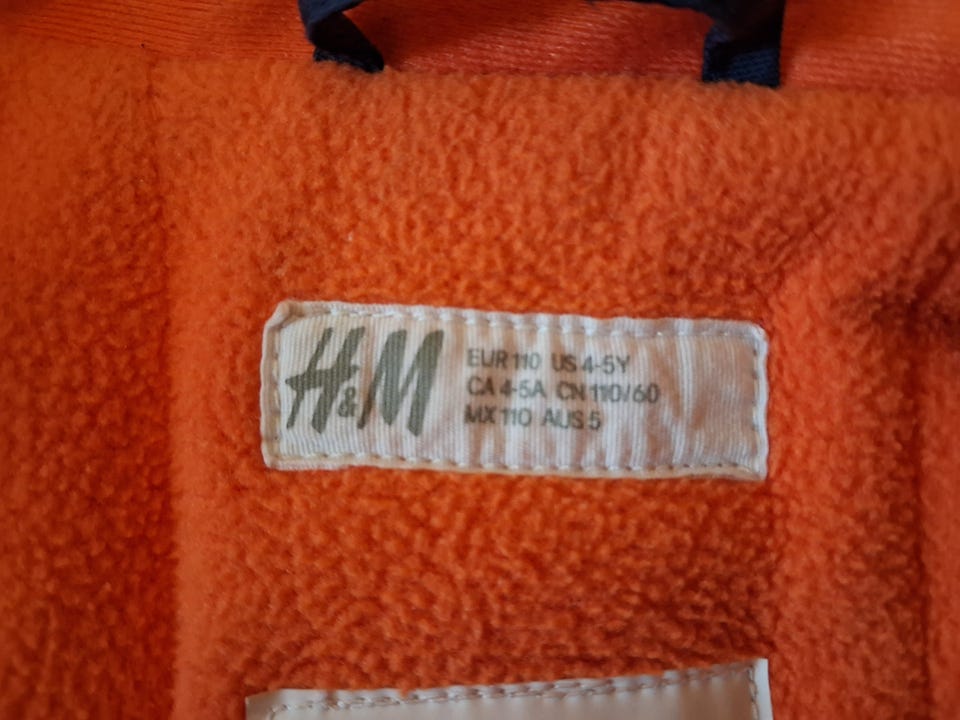 H&M
EUR 110 US 4-5Y
CA 4-5A CN 110/60
MX 110 AUS 5